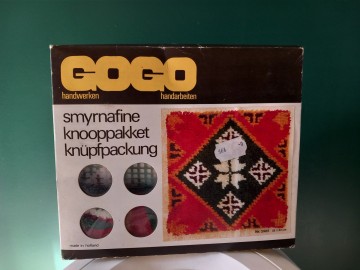 GOGO
handwerken handarbeiten
smyrnafine
knooppakket
knüpfpackung
made in holland